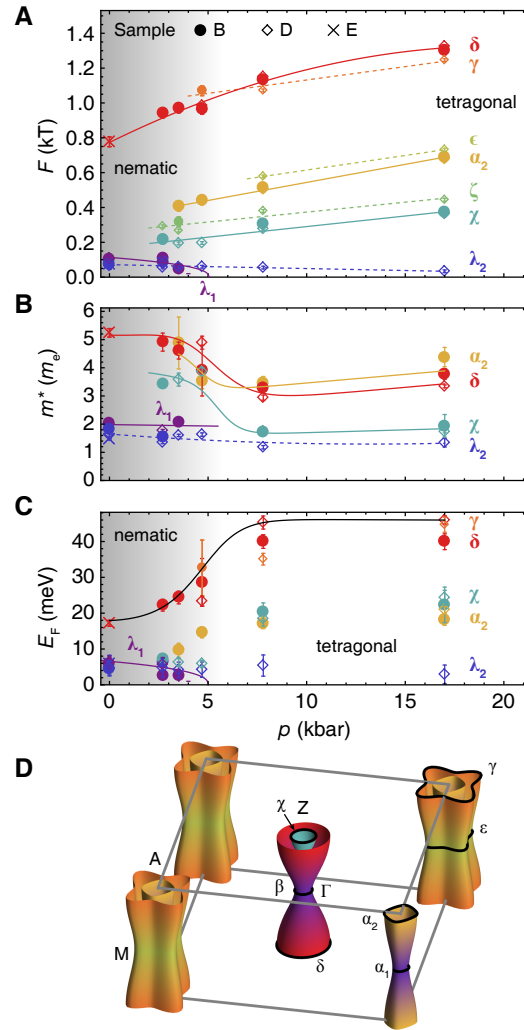 A
Sample
B
D
E
1.4
1.2
1.0
0.8
0.6
0.4
0.2
0.0
F (kT)
δ
γ
tetragonal
nematic
ε
α2
ζ
χ
λ2
λ1
B
6
5
4
3
2
1
0
m* (me)
α2
δ
λ1
χ
λ2
C
nematic
40
30
20
10
0
EF (meV)
γ
δ
χ
α2
λ1
tetragonal
λ2
0
5
10
15
20
p (kbar)
D
γ
χ
Z
ε
A
β
Γ
α2
M
δ
α1